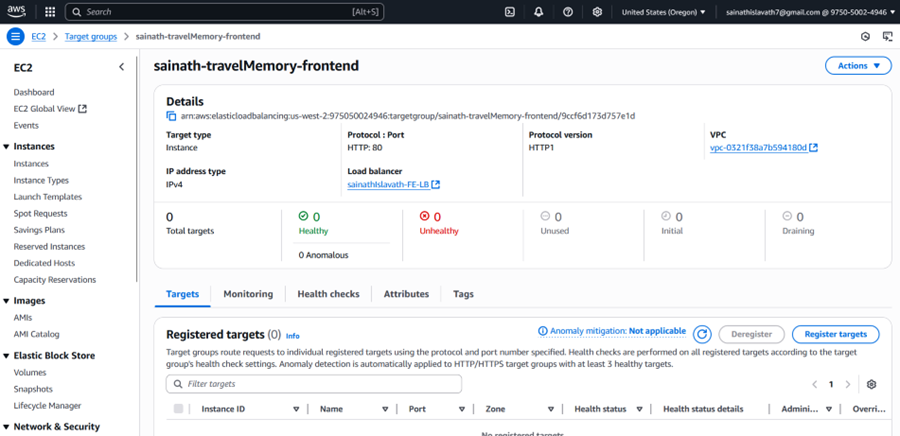 aws
Search [Alt+S]
United States (Oregon) sainathislavath7@gmail.com @ 9750-5002-4946
EC2 Target groups sainath-travelMemory-frontend
EC2
Dashboard
EC2 Global View
Events
Instances
Instances
Instance Types
Launch Templates
Spot Requests
Savings Plans
Reserved Instances
Dedicated Hosts
Capacity Reservations
Images
AMIs
AMI Catalog
Elastic Block Store
Volumes
Snapshots
Lifecycle Manager
Network & Security
sainath-travelMemory-frontend
Actions
Details
arn:aws:elasticloadbalancing:us-west-2:975050024946:targetgroup/sainath-travelMemory-frontend/9ccf6d173d757e1d
Target type Protocol : Port Protocol version VPC
Instance HTTP: 80 HTTP1 vpc-0321f38a7b594180d
IP address type Load balancer
IPv4 sainathIslavath-FE-LB
0 0 0 0 0 0
Total targets Healthy Unhealthy Unused Initial Draining
0 Anomalous
Targets Monitoring Health checks Attributes Tags
Registered targets (0) Info
Anomaly mitigation: Not applicable Deregister Register targets
Target groups route requests to individual registered targets using the protocol and port number specified. Health checks are performed on all registered targets according to the target
group's health check settings. Anomaly detection is automatically applied to HTTP/HTTPS target groups with at least 3 healthy targets.
Filter targets 1
Instance ID Name Port Zone Health status Health status details Admini... Overri...
No registered targets